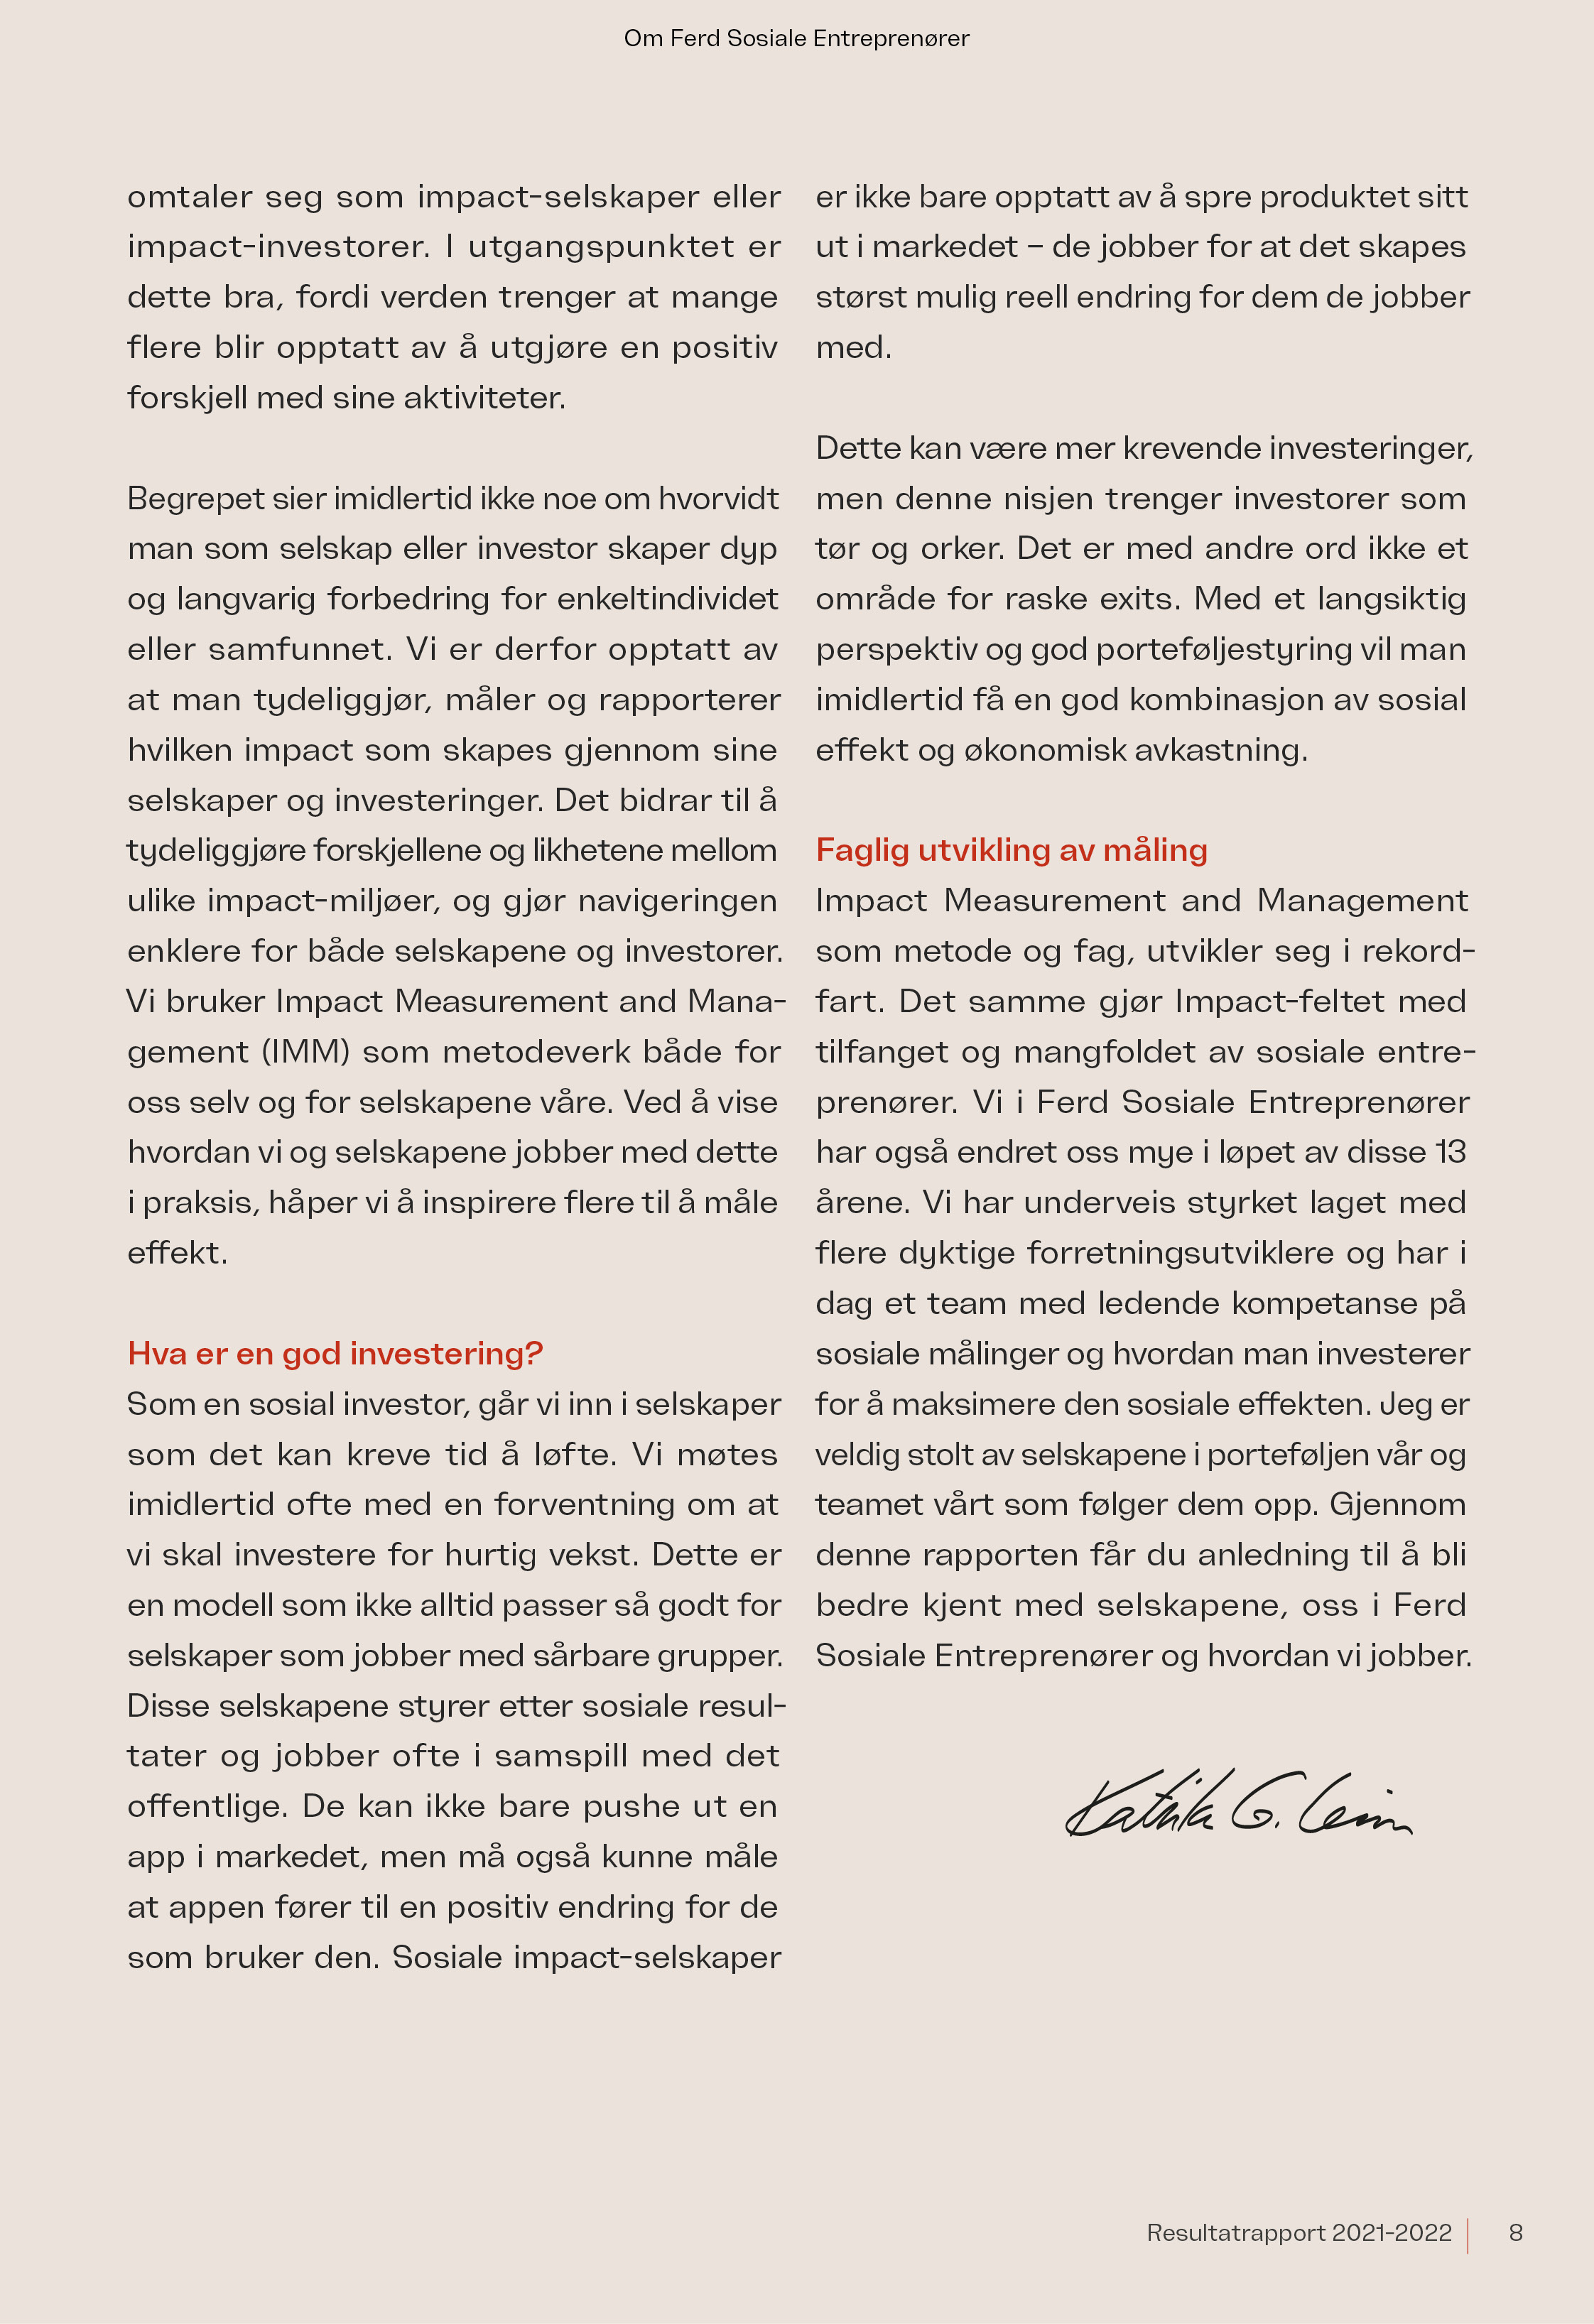 Om Ferd Sosiale Entreprenører
omtaler seg som impact-selskaper eller
impact-investorer. I utgangspunktet er
dette bra, fordi verden trenger at mange
flere blir opptatt av å utgjøre en positiv
forskjell med sine aktiviteter.
Begrepet sier imidlertid ikke noe om hvorvidt
man som selskap eller investor skaper dyp
og langvarig forbedring for enkeltindividet
eller samfunnet. Vi er derfor opptatt av
at man tydeliggjør, måler og rapporterer
hvilken impact som skapes gjennom sine
selskaper og investeringer. Det bidrar til å
tydeliggjøre forskjellene og likhetene mellom
ulike impact-miljøer, og gjør navigeringen
enklere for både selskapene og investorer.
Vi bruker Impact Measurement and Mana-
gement (IMM) som metodeverk både for
oss selv og for selskapene våre. Ved å vise
hvordan vi og selskapene jobber med dette
i praksis, håper vi å inspirere flere til å måle
effekt.
Hva er en god investering?
Som en sosial investor, går vi inn i selskaper
som det kan kreve tid å løfte. Vi møtes
imidlertid ofte med en forventning om at
vi skal investere for hurtig vekst. Dette er
en modell som ikke alltid passer så godt for
selskaper som jobber med sårbare grupper.
Disse selskapene styrer etter sosiale resul-
tater og jobber ofte i samspill med det
offentlige. De kan ikke bare pushe ut en
app i markedet, men må også kunne måle
at appen fører til en positiv endring for de
som bruker den. Sosiale impact-selskaper
er ikke bare opptatt av å spre produktet sitt
ut i markedet – de jobber for at det skapes
størst mulig reell endring for dem de jobber
med.
Dette kan være mer krevende investeringer,
men denne nisjen trenger investorer som
tør og orker. Det er med andre ord ikke et
område for raske exits. Med et langsiktig
perspektiv og god porteføljestyring vil man
imidlertid få en god kombinasjon av sosial
effekt og økonomisk avkastning.
Faglig utvikling av måling
Impact Measurement and Management
som metode og fag, utvikler seg i rekord-
fart. Det samme gjør Impact-feltet med
tilfanget og mangfoldet av sosiale entre-
prenører. Vi i Ferd Sosiale Entreprenører
har også endret oss mye i løpet av disse 13
årene. Vi har underveis styrket laget med
flere dyktige forretningsutviklere og har i
dag et team med ledende kompetanse på
sosiale målinger og hvordan man investerer
for å maksimere den sosiale effekten. Jeg er
veldig stolt av selskapene i porteføljen vår og
teamet vårt som følger dem opp. Gjennom
denne rapporten får du anledning til å bli
bedre kjent med selskapene, oss i Ferd
Sosiale Entreprenører og hvordan vi jobber.
Resultatrapport 2021-2022
8